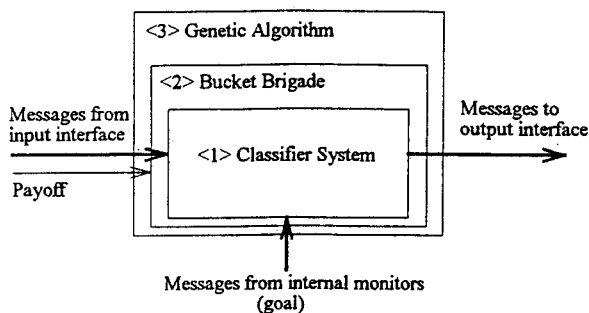 <3> Genetic Algorithm
<2> Bucket Brigade
Messages from
input interface
<1> Classifier System
Messages to
output interface
Payoff
Messages from internal monitors
(goal)